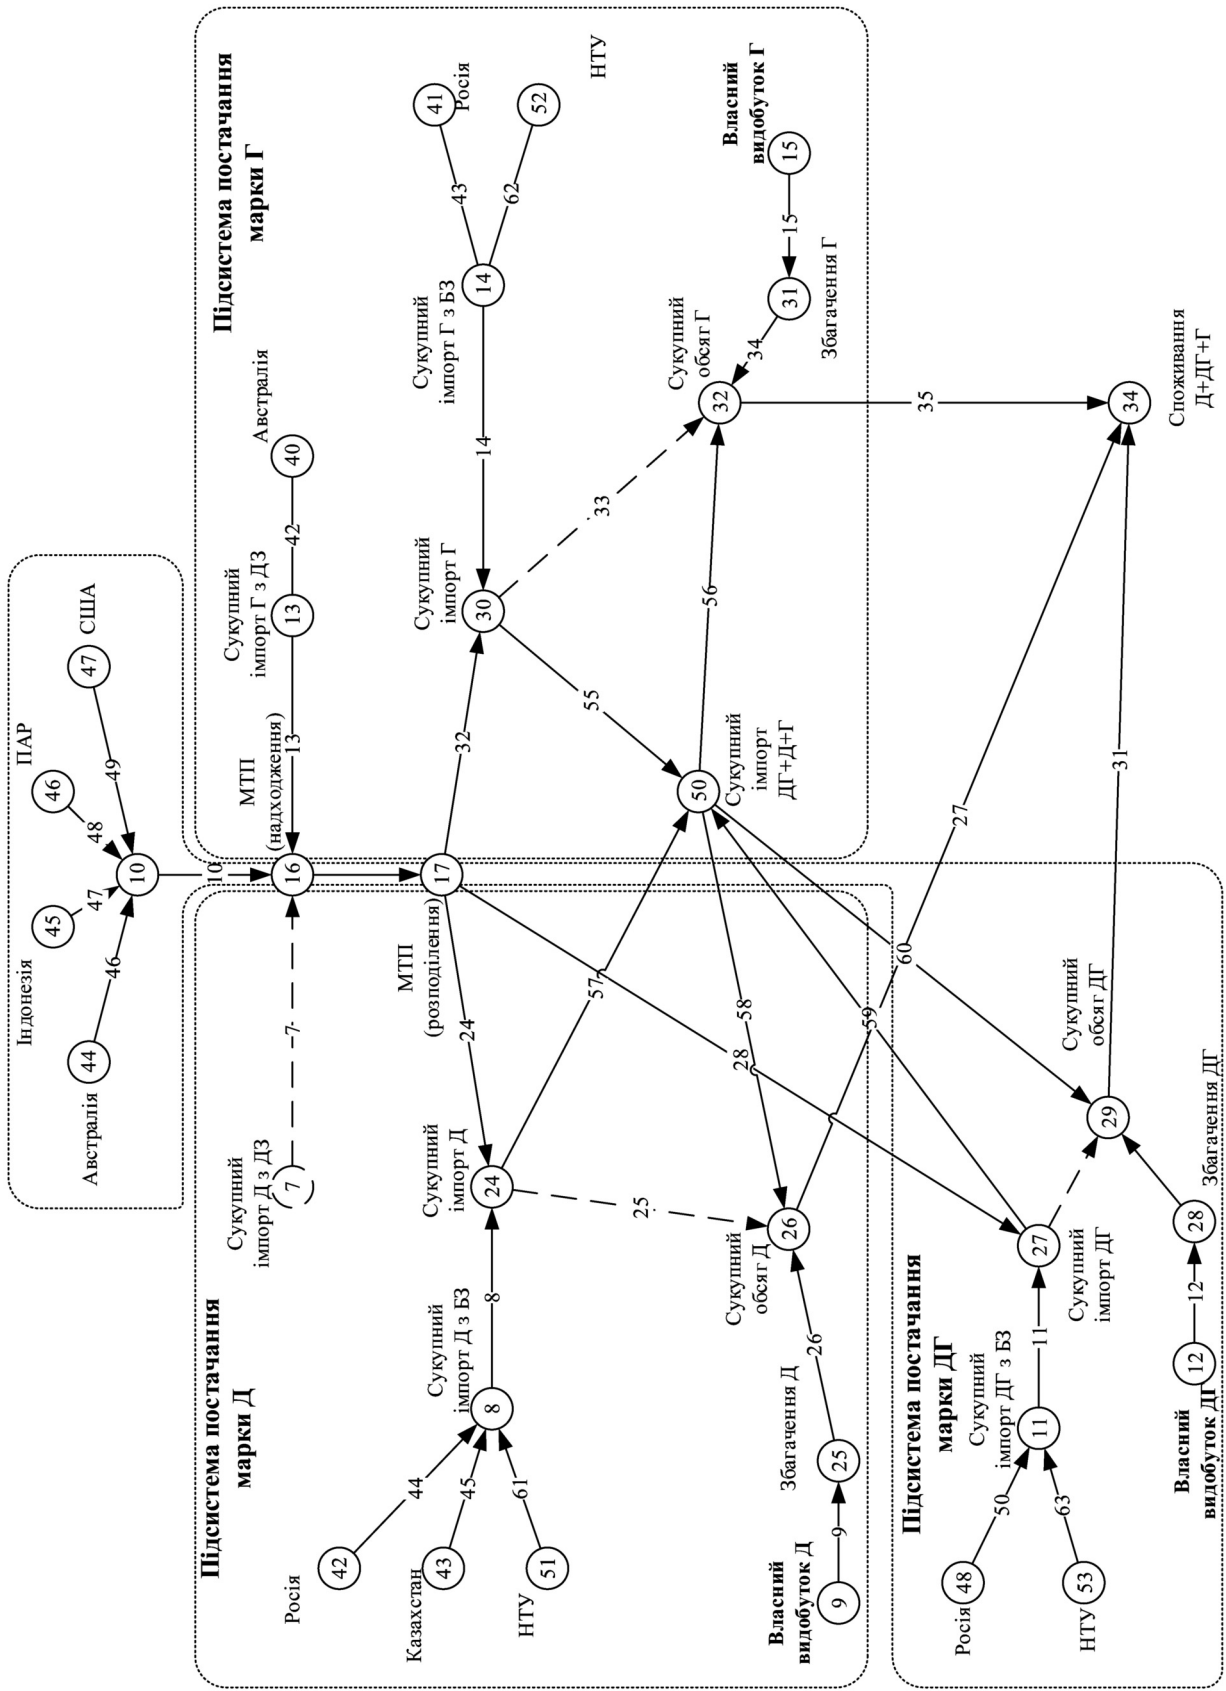 Підсистема постачання
марки Д
Росія
42
44
Казахстан
43
45
НТУ
51
61
Сукупний
імпорт Д з БЗ
8
8
Сукупний
імпорт Д з ДЗ
7
7
Сукупний
імпорт Д
24
24
57
25
Власний
видобуток Д
9
9
Збагачення Д
25
26
Сукупний
обсяг Д
26
58
28
Австралія
44
46
Індонезія
45
47
ПАР
46
48
США
47
49
10
10
МТП
(надходження)
16
МТП
(розподілення)
17
Підсистема постачання
марки Г
Сукупний
імпорт Г з ДЗ
13
13
42
Австралія
40
32
Сукупний
імпорт Г
30
14
Сукупний
імпорт Г з БЗ
14
43
41
Росія
62
52
НТУ
55
33
50
Сукупний
імпорт
ДГ+Д+Г
56
Сукупний
обсяг Г
32
34
31
Збагачення Г
15
Власний
видобуток Г
15
35
Підсистема постачання
марки ДГ
Росія
48
50
НТУ
53
63
Сукупний
імпорт ДГ з БЗ
11
11
27
Сукупний
імпорт ДГ
59
60
27
Сукупний
обсяг ДГ
29
31
Власний
видобуток ДГ
12
12
28
Збагачення ДГ
34
Споживання
Д+ДГ+Г